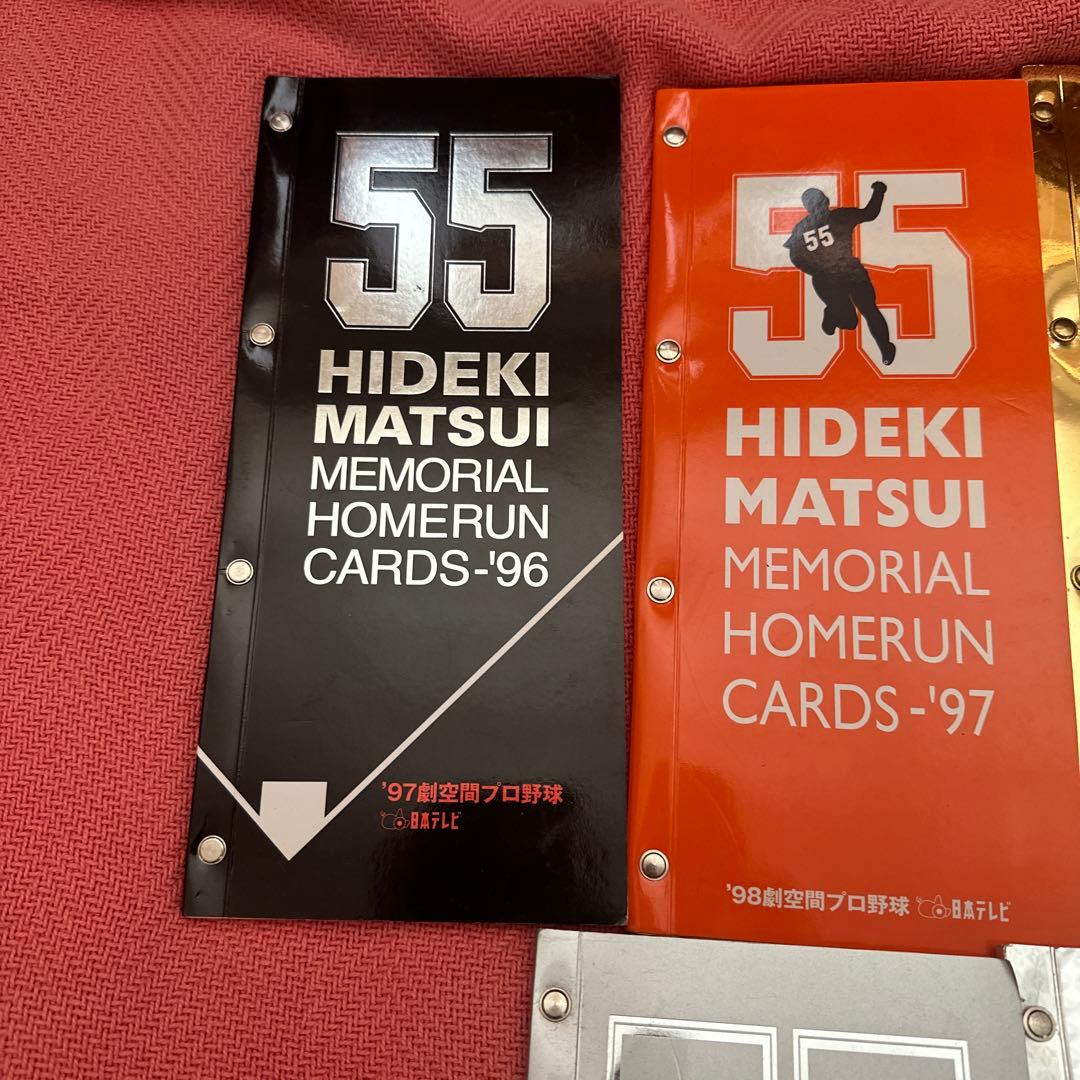 55
HIDEKI
MATSUI
MEMORIAL
HOMERUN
CARDS-'96
'97劇空間プロ野球
日本テレビ
55
55
HIDEKI
MATSUI
MEMORIAL
HOMERUN
CARDS-'97
'98劇空間プロ野球 日本テレビ